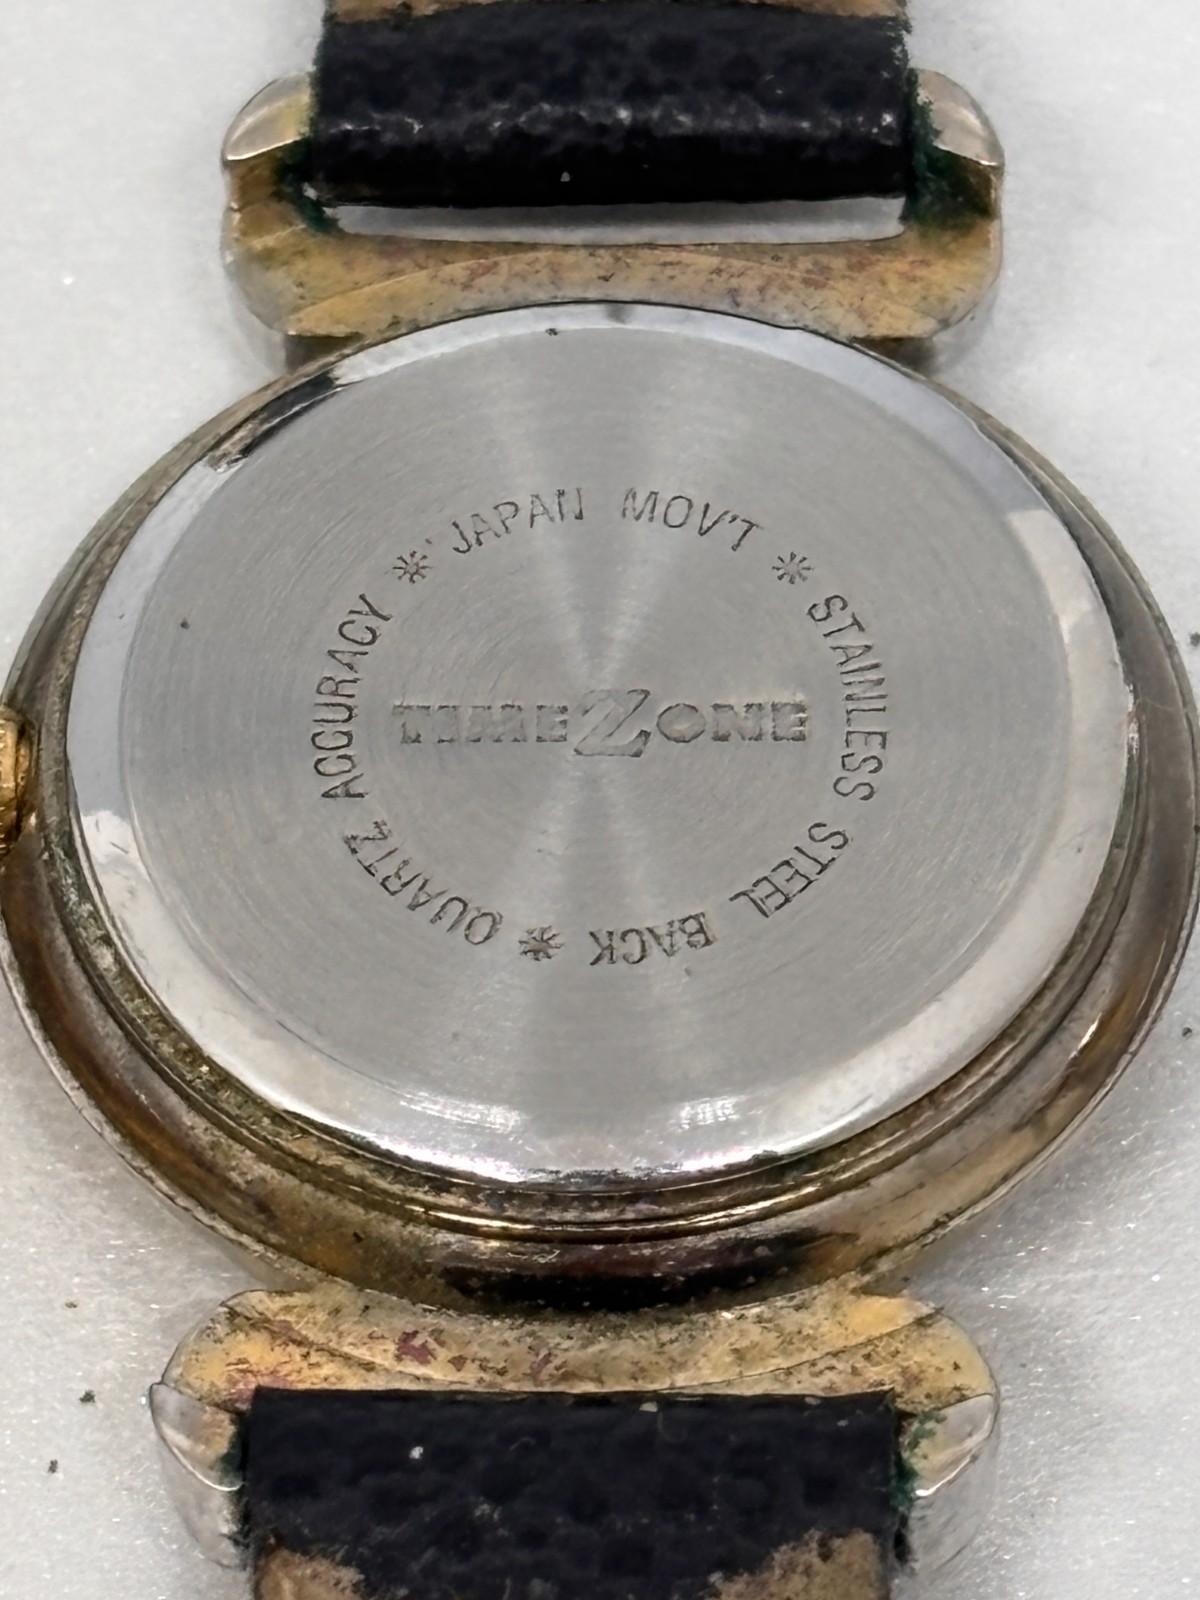 * JAPAN MOV'T * STAINLESS STEEL BACK * QUARTZ ACCURACY
TIMEZONE